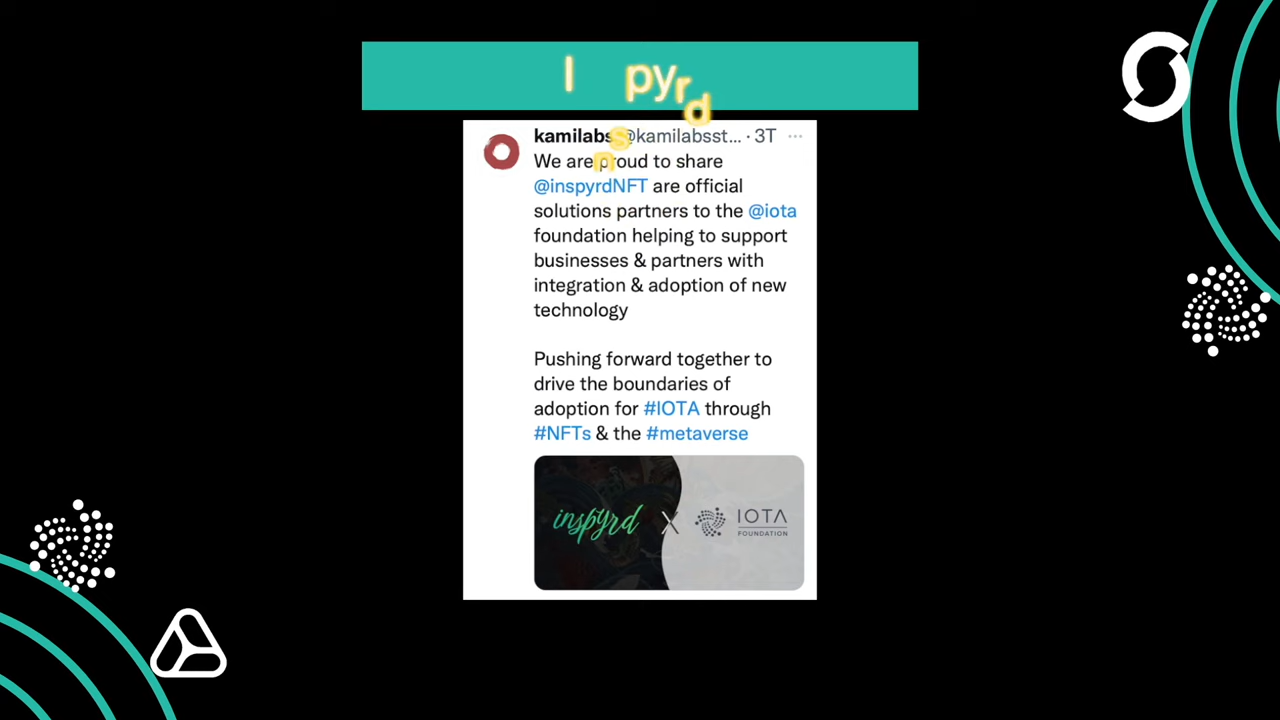 Inspyrd
kamilabss @kamilabsst... · 3T ...
We are proud to share
@inspyrdNFT are official
solutions partners to the @iota
foundation helping to support
businesses & partners with
integration & adoption of new
technology
Pushing forward together to
drive the boundaries of
adoption for #IOTA through
#NFTs & the #metaverse
inspyrd X IOTA
FOUNDATION